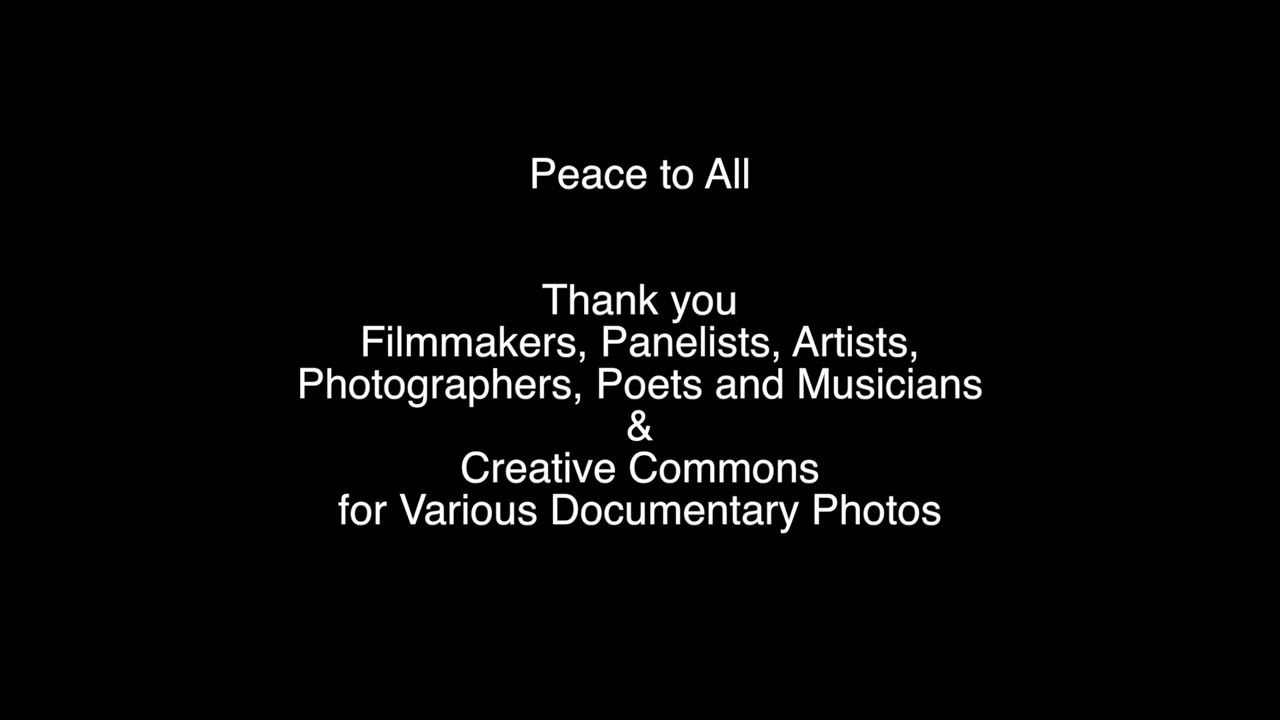 Peace to All
Thank you
Filmmakers, Panelists, Artists,
Photographers, Poets and Musicians
&
Creative Commons
for Various Documentary Photos